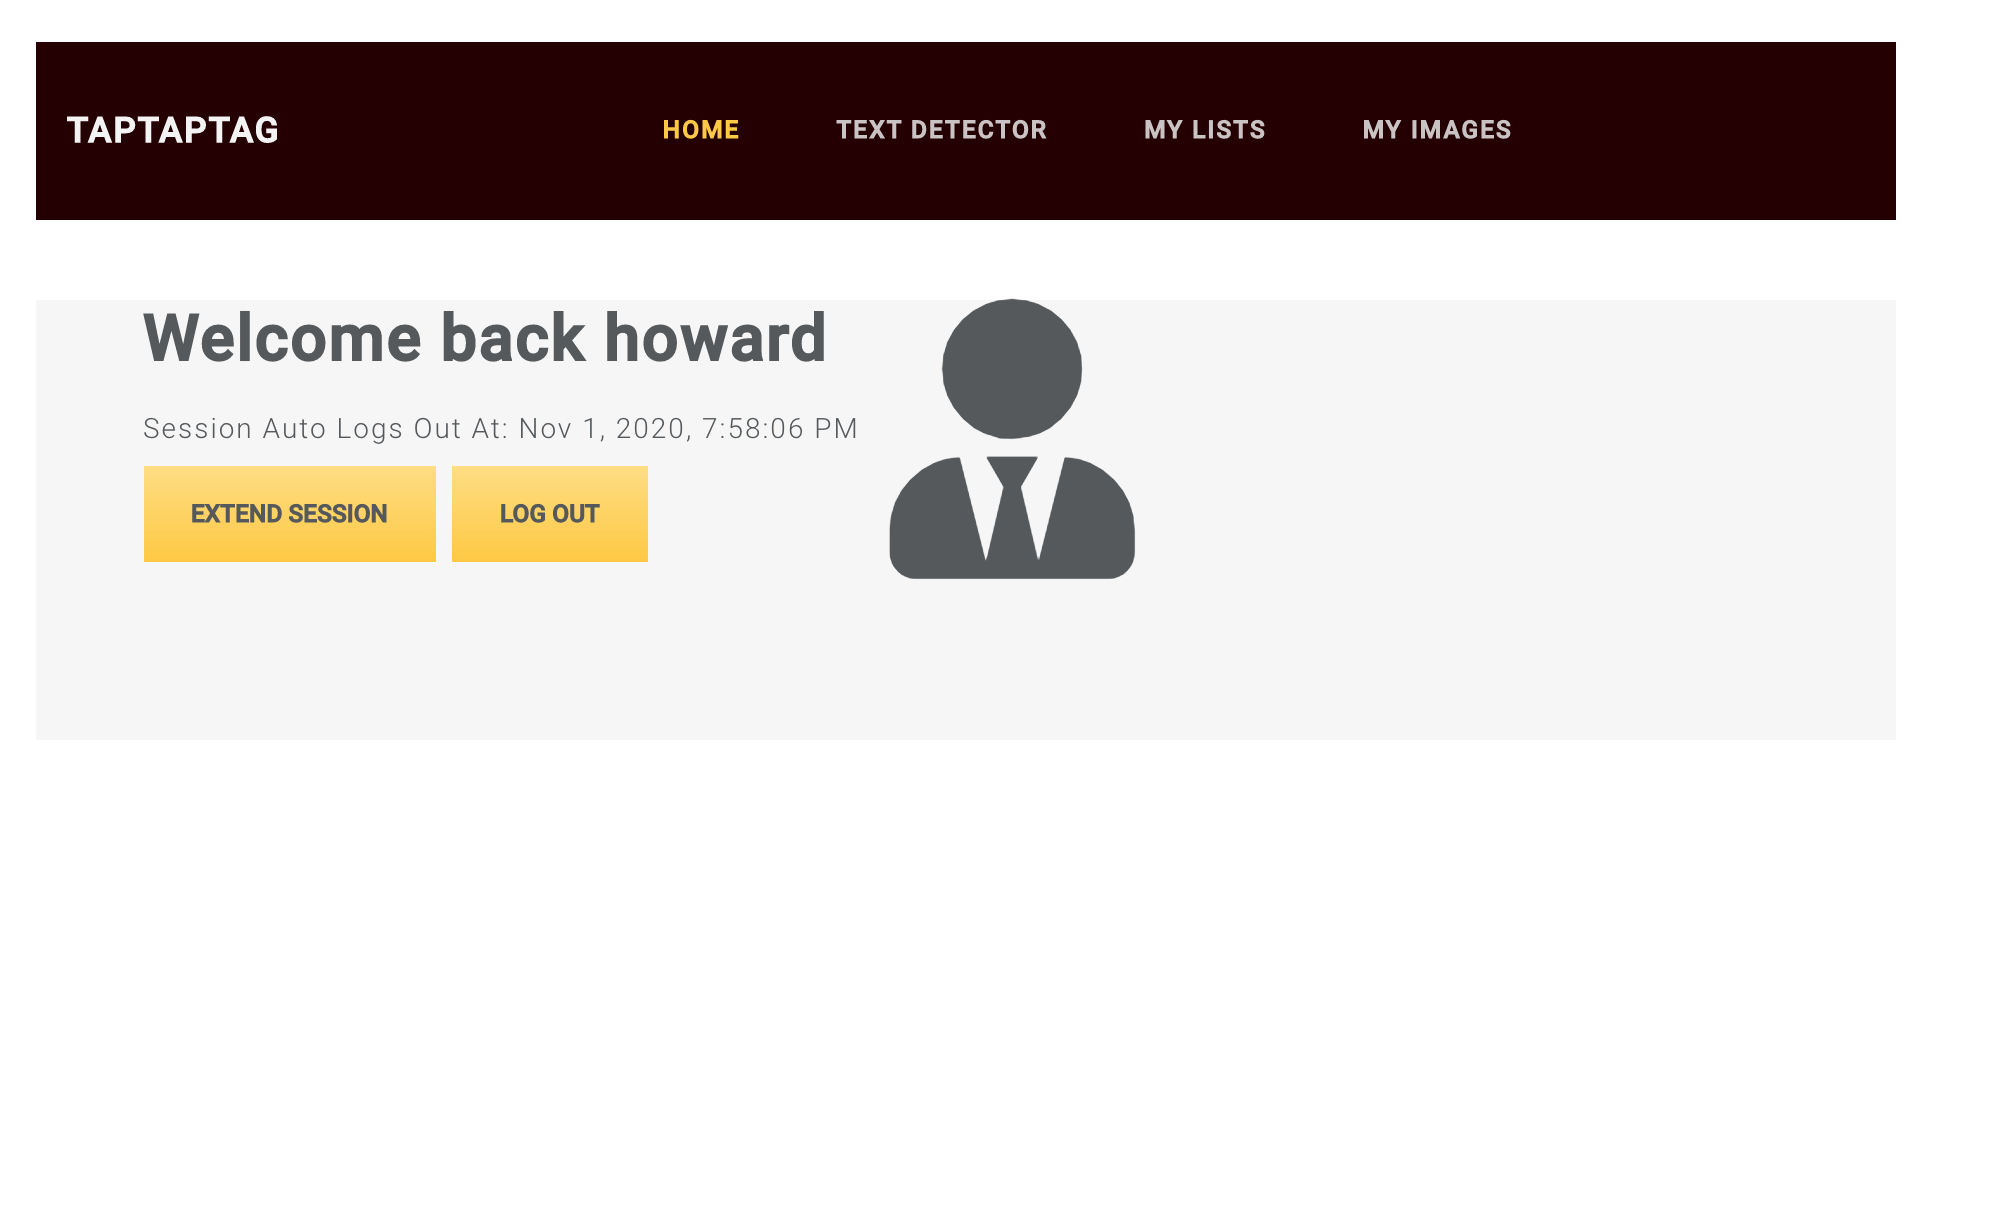 TAPTAPTAG HOME TEXT DETECTOR MY LISTS MY IMAGES
Welcome back howard
Session Auto Logs Out At: Nov 1, 2020, 7:58:06 PM
EXTEND SESSION LOG OUT